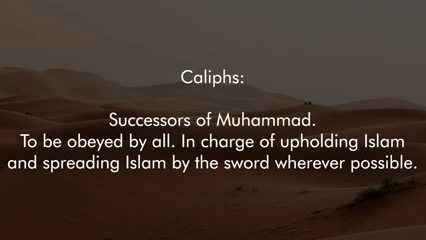 Caliphs:
Successors of Muhammad.
To be obeyed by all. In charge of upholding Islam
and spreading Islam by the sword wherever possible.